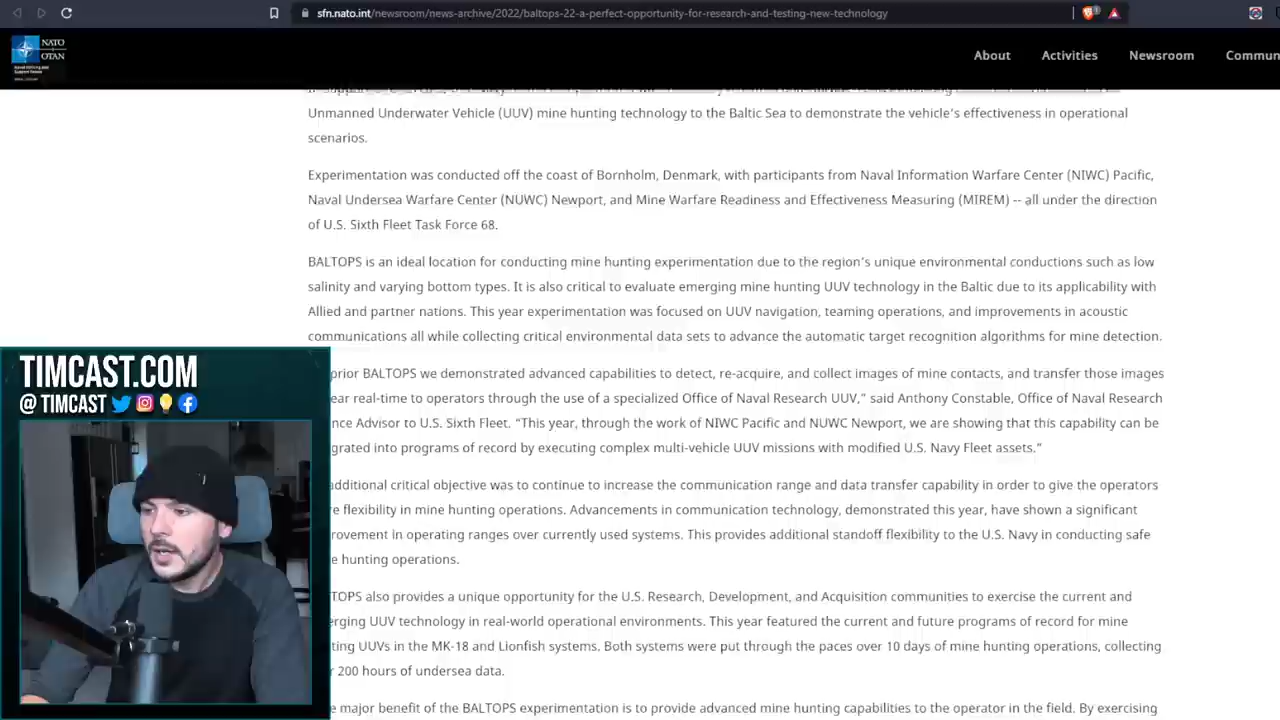 sfn.nato.int/newsroom/news-archive/2022/baltops-22-a-perfect-opportunity-for-research-and-testing-new-technology
NATO
OTAN
About Activities Newsroom Commun
Unmanned Underwater Vehicle (UUV) mine hunting technology to the Baltic Sea to demonstrate the vehicle's effectiveness in operational
scenarios.
Experimentation was conducted off the coast of Bornholm, Denmark, with participants from Naval Information Warfare Center (NIWC) Pacific,
Naval Undersea Warfare Center (NUWC) Newport, and Mine Warfare Readiness and Effectiveness Measuring (MIREM) -- all under the direction
of U.S. Sixth Fleet Task Force 68.
BALTOPS is an ideal location for conducting mine hunting experimentation due to the region's unique environmental conductions such as low
salinity and varying bottom types. It is also critical to evaluate emerging mine hunting UUV technology in the Baltic due to its applicability with
Allied and partner nations. This year experimentation was focused on UUV navigation, teaming operations, and improvements in acoustic
communications all while collecting critical environmental data sets to advance the automatic target recognition algorithms for mine detection.
prior BALTOPS we demonstrated advanced capabilities to detect, re-acquire, and collect images of mine contacts, and transfer those images
ear real-time to operators through the use of a specialized Office of Naval Research UUV,” said Anthony Constable, Office of Naval Research
nce Advisor to U.S. Sixth Fleet. “This year, through the work of NIWC Pacific and NUWC Newport, we are showing that this capability can be
grated into programs of record by executing complex multi-vehicle UUV missions with modified U.S. Navy Fleet assets.”
additional critical objective was to continue to increase the communication range and data transfer capability in order to give the operators
e flexibility in mine hunting operations. Advancements in communication technology, demonstrated this year, have shown a significant
provement in operating ranges over currently used systems. This provides additional standoff flexibility to the U.S. Navy in conducting safe
e hunting operations.
TOPS also provides a unique opportunity for the U.S. Research, Development, and Acquisition communities to exercise the current and
erging UUV technology in real-world operational environments. This year featured the current and future programs of record for mine
ting UUVs in the MK-18 and Lionfish systems. Both systems were put through the paces over 10 days of mine hunting operations, collecting
r 200 hours of undersea data.
e major benefit of the BALTOPS experimentation is to provide advanced mine hunting capabilities to the operator in the field. By exercising
TIMCAST.COM
@ TIMCAST